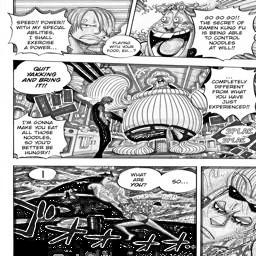 SPEED!! POWER!!
WITH MY SPECIAL
ABILITIES,
I SHALL
EXERCISE
A POWER...
PLAYING
WITH YOUR
FOOD, EH...?
GO GO GO!!
THE SECRET OF
RAMEN KUNG FU
IS BEING ABLE
TO CONTROL
NOODLES
AT WILL!!
QUIT
YAKKING AND
BRING
IT!!
I'M GONNA
MAKE YOU EAT
ALL THOSE
NOODLES,
SO YOU'D
BETTER BE
HUNGRY!
...
COMPLETELY
DIFFERENT
FROM WHAT
YOU HAVE
JUST
EXPERIENCED!!
SPLAT
SPLAT
!
WHAT
ARE
YOU?
SO...